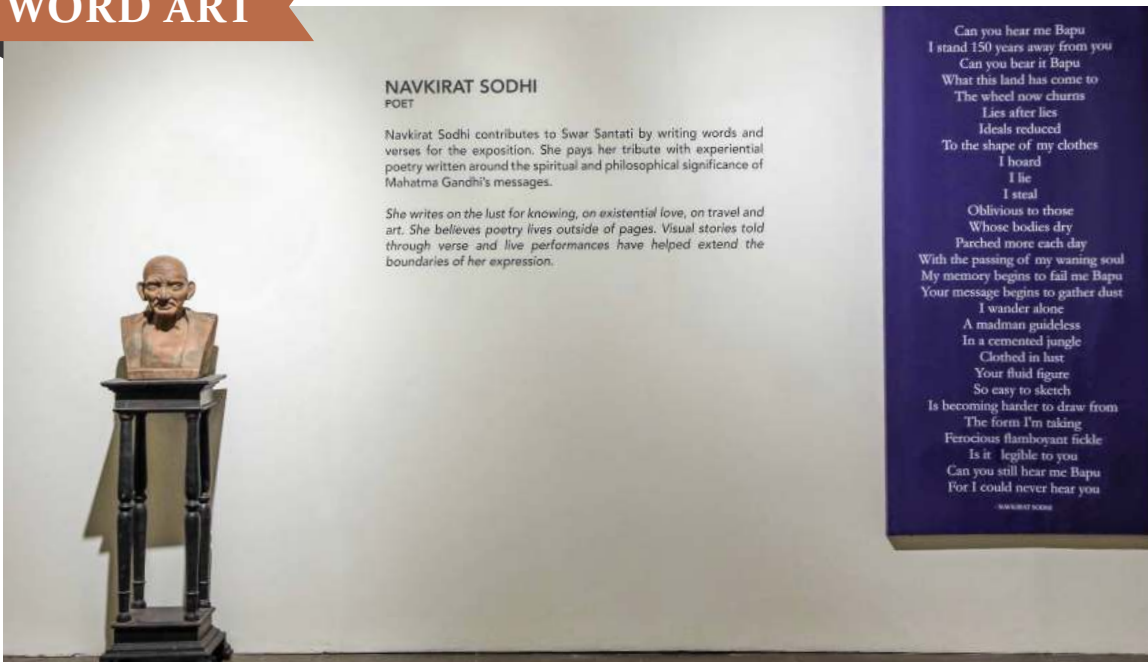 WORD ART
NAVKIRAT SODHI
POET
Navkirat Sodhi contributes to Swar Santati by writing words and
verses for the exposition. She pays her tribute with experiential
poetry written around the spiritual and philosophical significance of
Mahatma Gandhi's messages.
She writes on the lust for knowing, on existential love, on travel and
art. She believes poetry lives outside of pages. Visual stories told
through verse and live performances have helped extend the
boundaries of her expression.
Can you hear me Bapu
I stand 150 years away from you
Can you bear it Bapu
What this land has come to
The wheel now churns
Lies after lies
Ideals reduced
To the shape of my clothes
I hoard
I lie
I steal
Oblivious to those
Whose bodies dry
Parched more each day
With the passing of my waning soul
My memory begins to fail me Bapu
Your message begins to gather dust
I wander alone
A madman guideless
In a cemented jungle
Clothed in lust
Your fluid figure
So easy to sketch
Is becoming harder to draw from
The form I'm taking
Ferocious flamboyant fickle
Is it legible to you
Can you still hear me Bapu
For I could never hear you
- NAVKIRAT SODHI